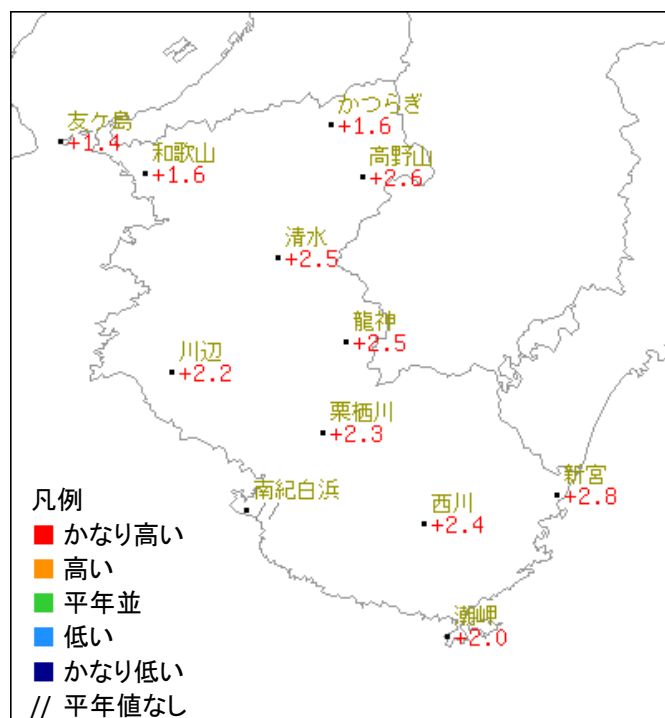 友ケ島
+1.4
かつらぎ
+1.6
和歌山
+1.6
高野山
+2.6
清水
+2.5
龍神
+2.5
川辺
+2.2
栗栖川
+2.3
南紀白浜
//
新宮
+2.8
西川
+2.4
潮岬
+2.0
凡例
かなり高い
高い
平年並
低い
かなり低い
// 平年値なし